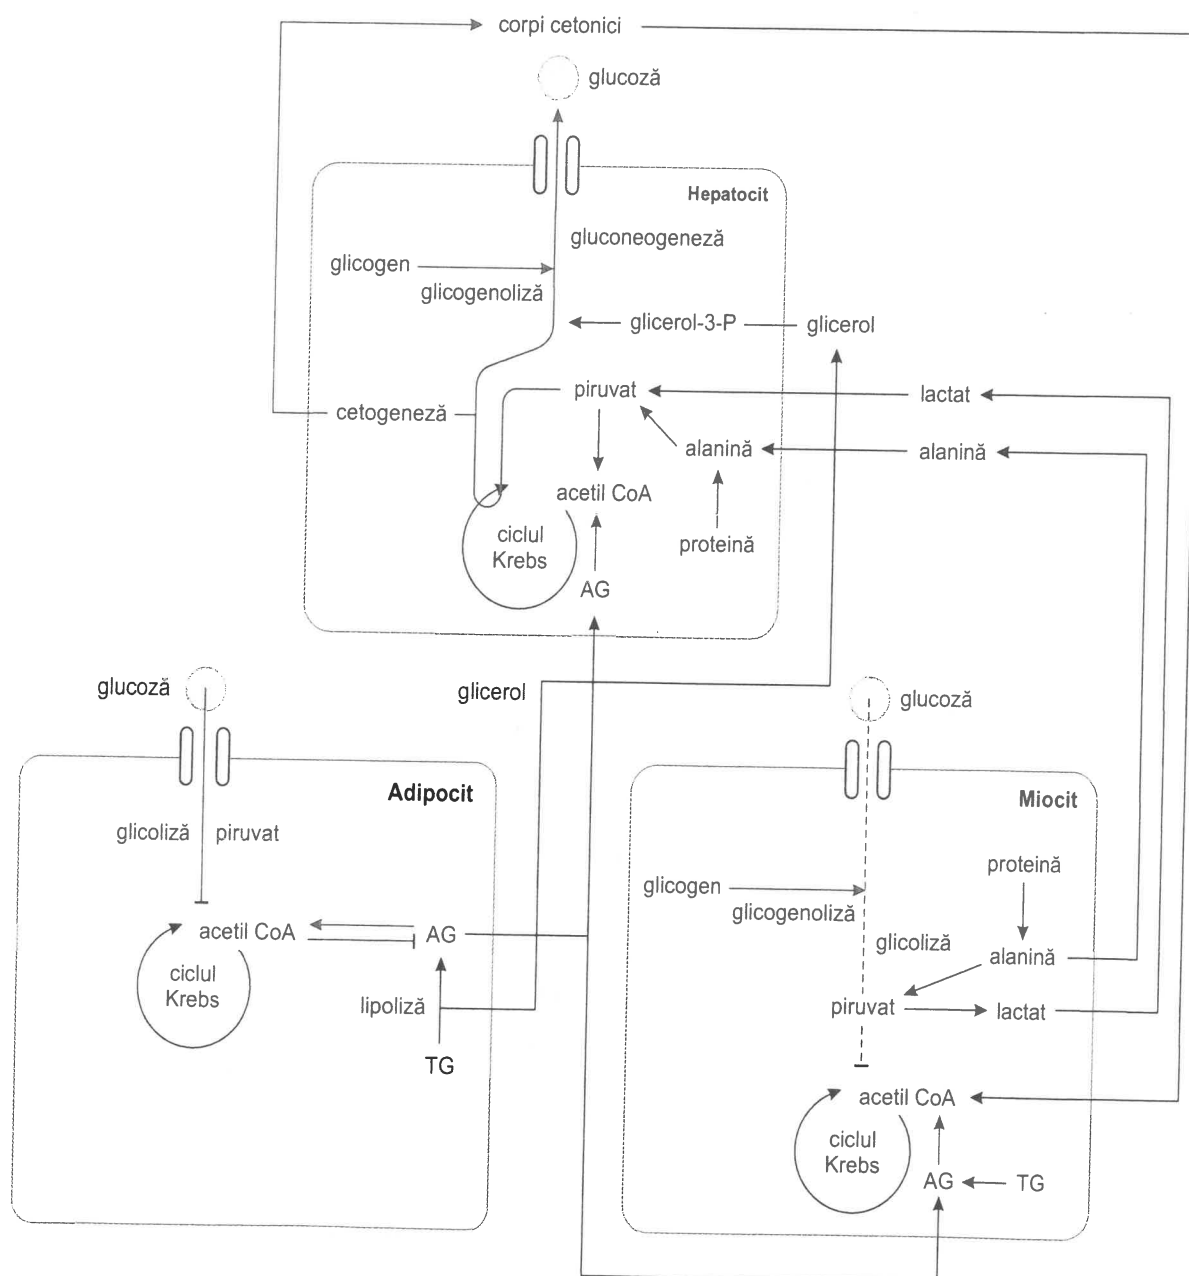 corpi cetonici
glucoză
Hepatocit
gluconeogeneză
glicogen
glicogenoliză
glicerol-3-P
glicerol
piruvat
lactat
cetogeneză
alanină
alanină
acetil CoA
ciclul
Krebs
proteină
AG
glucoză
glicerol
glucoză
Adipocit
Miocit
glicoliză
piruvat
proteină
glicogen
glicogenoliză
acetil CoA
AG
glicoliză
alanină
ciclul
Krebs
lipoliză
piruvat
lactat
TG
acetil CoA
ciclul
Krebs
AG
TG